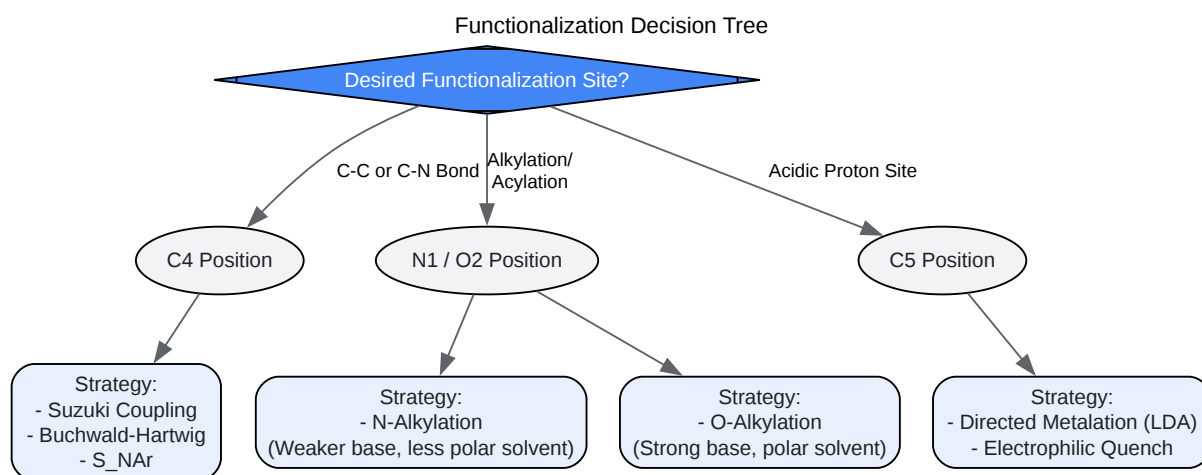 Functionalization Decision Tree
Desired Functionalization Site?
C-C or C-N Bond
Alkylation/
Acylation
Acidic Proton Site
C4 Position
N1 / O2 Position
C5 Position
Strategy:
- Suzuki Coupling
- Buchwald-Hartwig
- S_NAr
Strategy:
- N-Alkylation
(Weaker base, less polar solvent)
Strategy:
- O-Alkylation
(Strong base, polar solvent)
Strategy:
- Directed Metalation (LDA)
- Electrophilic Quench